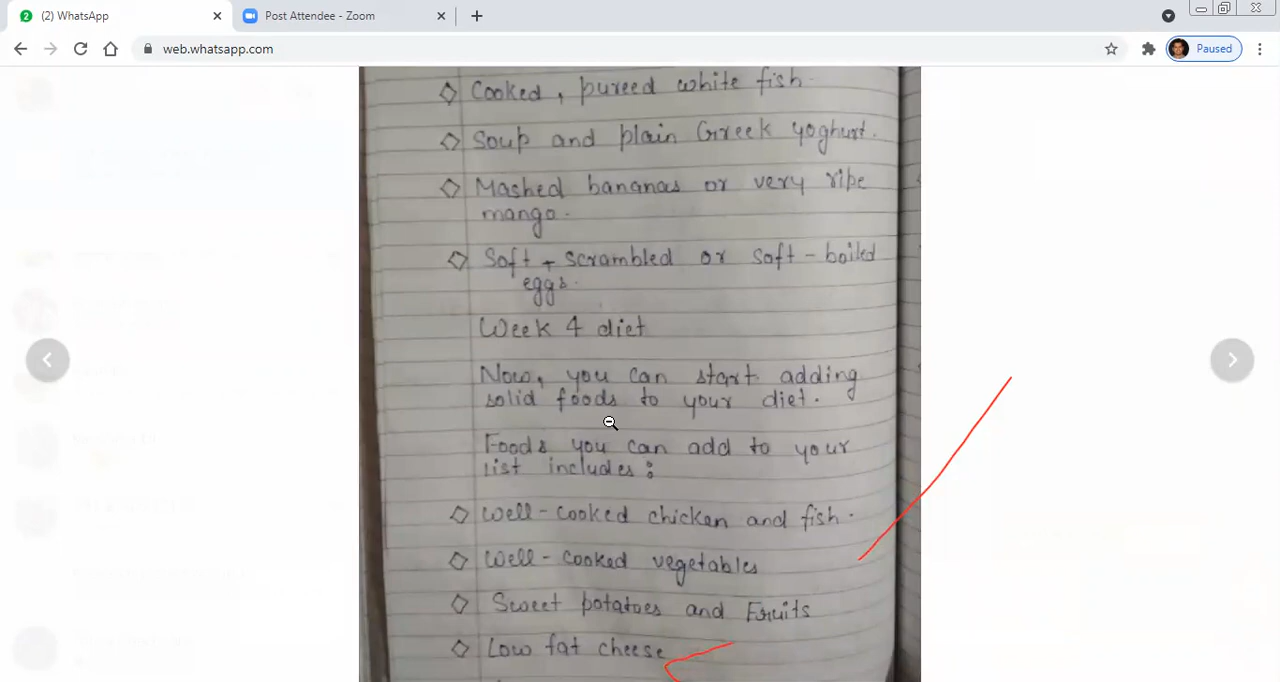 (2) WhatsApp
Post Attendee - Zoom
web.whatsapp.com
Paused
Cooked, pureed white fish.
Soup and plain Greek yoghurt.
Mashed bananas or very ripe
mango.
Soft - scrambled or soft - boiled
eggs.
Week 4 diet
Now, you can start adding
solid foods to your diet.
Foods you can add to your
list includes:
Well - cooked chicken and fish.
Well - cooked vegetables
Sweet potatoes and Fruits
Low fat cheese